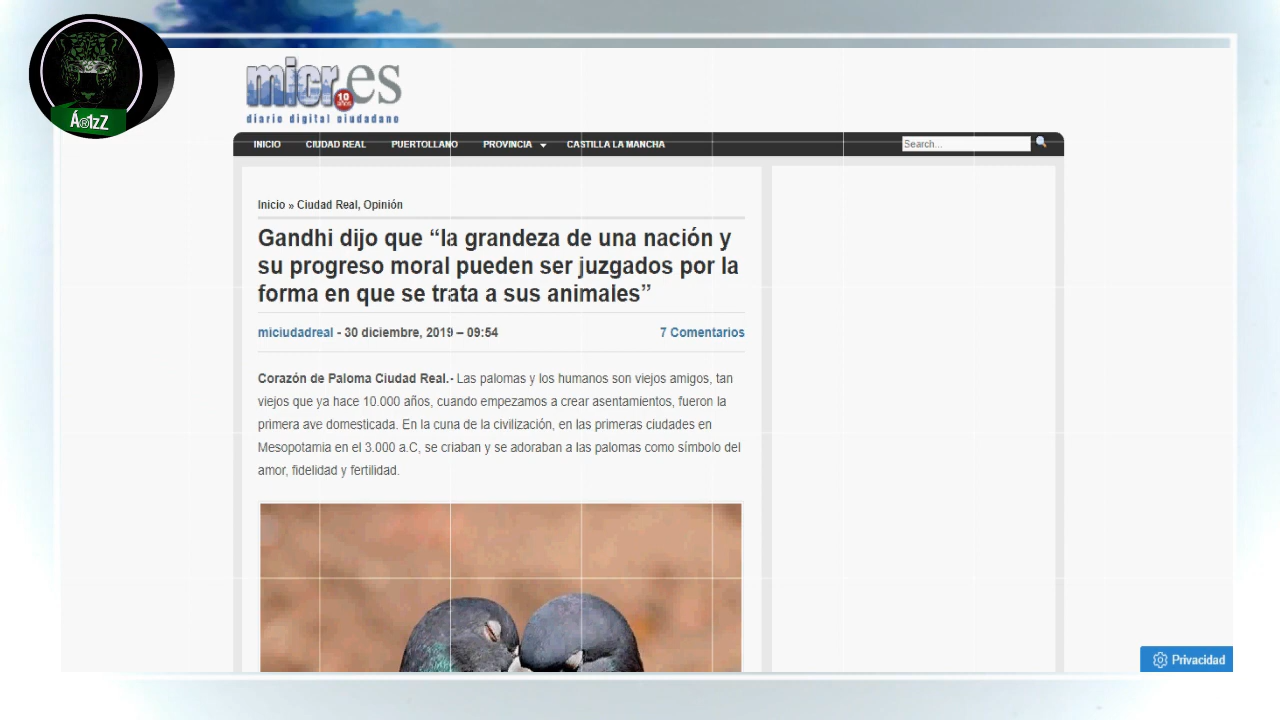 Á®1zZ
micr.es
10 años
diario digital ciudadano
INICIO CIUDAD REAL PUERTOLLANO PROVINCIA CASTILLA LA MANCHA Search...
Inicio » Ciudad Real, Opinión
Gandhi dijo que “la grandeza de una nación y
su progreso moral pueden ser juzgados por la
forma en que se trata a sus animales”
miciudadreal - 30 diciembre, 2019 – 09:54 7 Comentarios
Corazón de Paloma Ciudad Real.- Las palomas y los humanos son viejos amigos, tan
viejos que ya hace 10.000 años, cuando empezamos a crear asentamientos, fueron la
primera ave domesticada. En la cuna de la civilización, en las primeras ciudades en
Mesopotamia en el 3.000 a.C, se criaban y se adoraban a las palomas como símbolo del
amor, fidelidad y fertilidad.
Privacidad